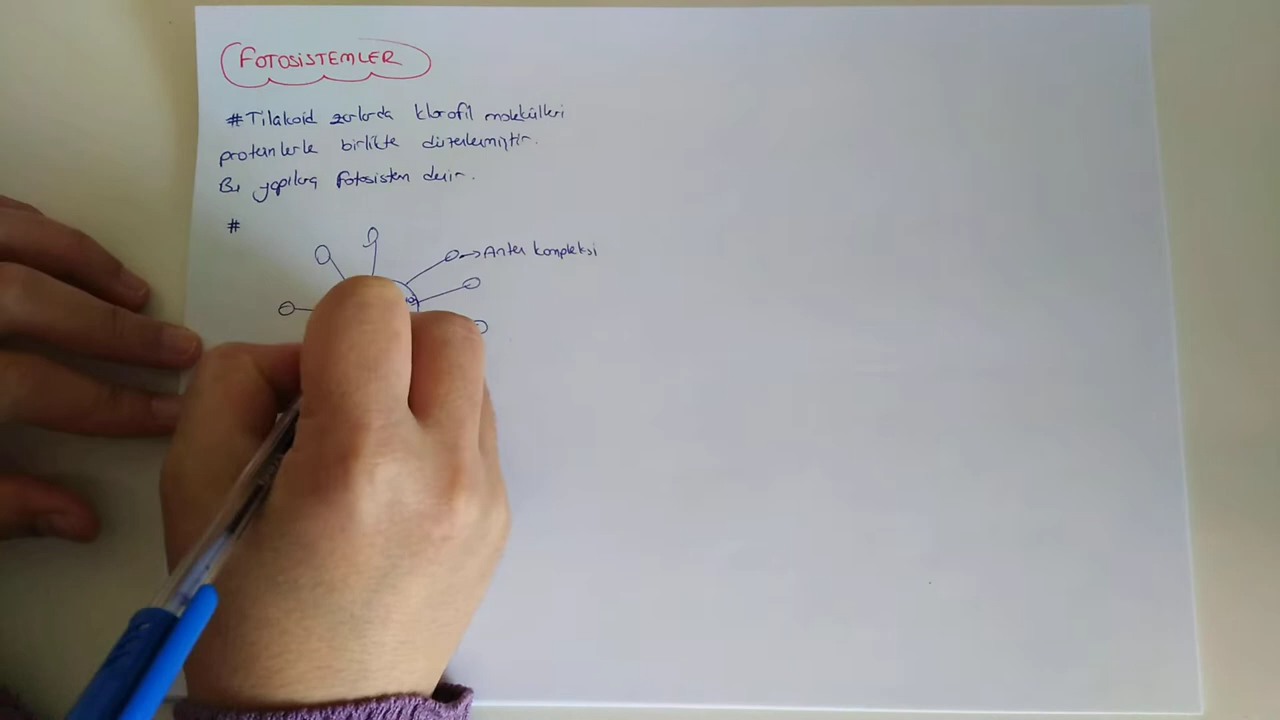 FOTOSİSTEMLER
#Tilakoid zarlarda klorofil molekülleri
proteinlerle birlikte düzenlenmiştir.
Bu yapılara fotosistem denir.
#
Anten kompleksi